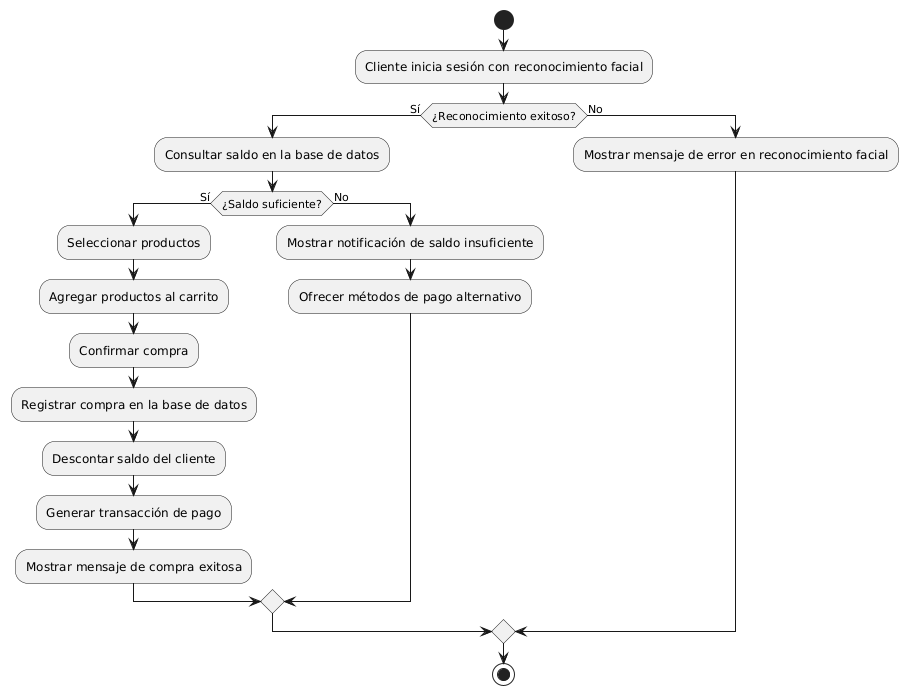 Cliente inicia sesión con reconocimiento facial
Sí
¿Reconocimiento exitoso?
No
Consultar saldo en la base de datos
Mostrar mensaje de error en reconocimiento facial
Sí
¿Saldo suficiente?
No
Seleccionar productos
Mostrar notificación de saldo insuficiente
Agregar productos al carrito
Ofrecer métodos de pago alternativo
Confirmar compra
Registrar compra en la base de datos
Descontar saldo del cliente
Generar transacción de pago
Mostrar mensaje de compra exitosa